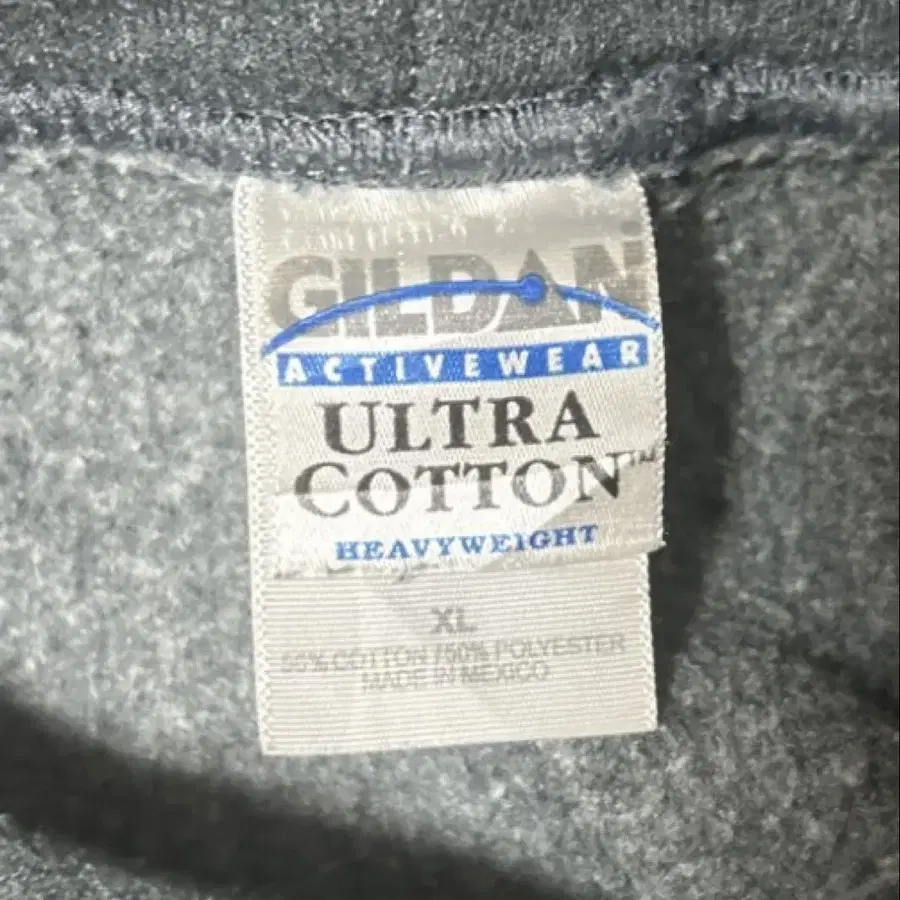 GILDAN
ACTIVEWEAR
ULTRA
COTTON™
HEAVYWEIGHT
XL
50% COTTON / 50% POLYESTER
MADE IN MEXICO